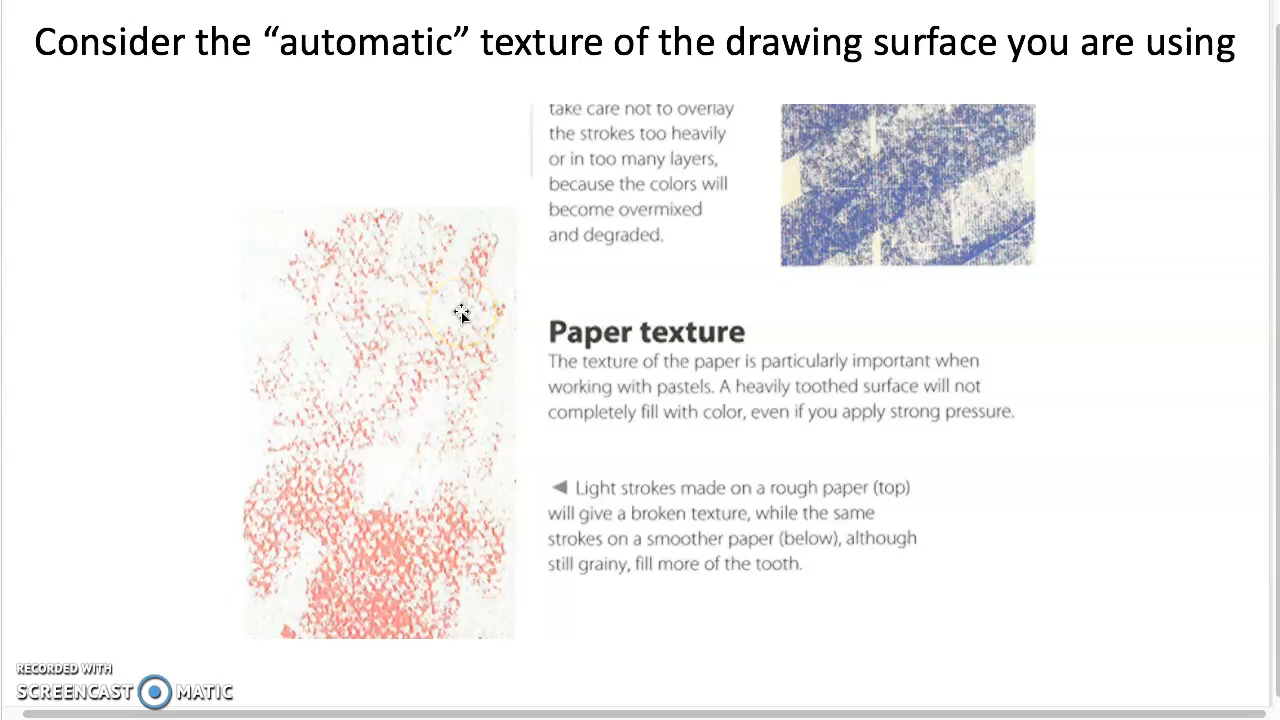 Consider the “automatic” texture of the drawing surface you are using
take care not to overlay
the strokes too heavily
or in too many layers,
because the colors will
become overmixed
and degraded.
Paper texture
The texture of the paper is particularly important when
working with pastels. A heavily toothed surface will not
completely fill with color, even if you apply strong pressure.
◀ Light strokes made on a rough paper (top)
will give a broken texture, while the same
strokes on a smoother paper (below), although
still grainy, fill more of the tooth.
RECORDED WITH
SCREENCAST MATIC